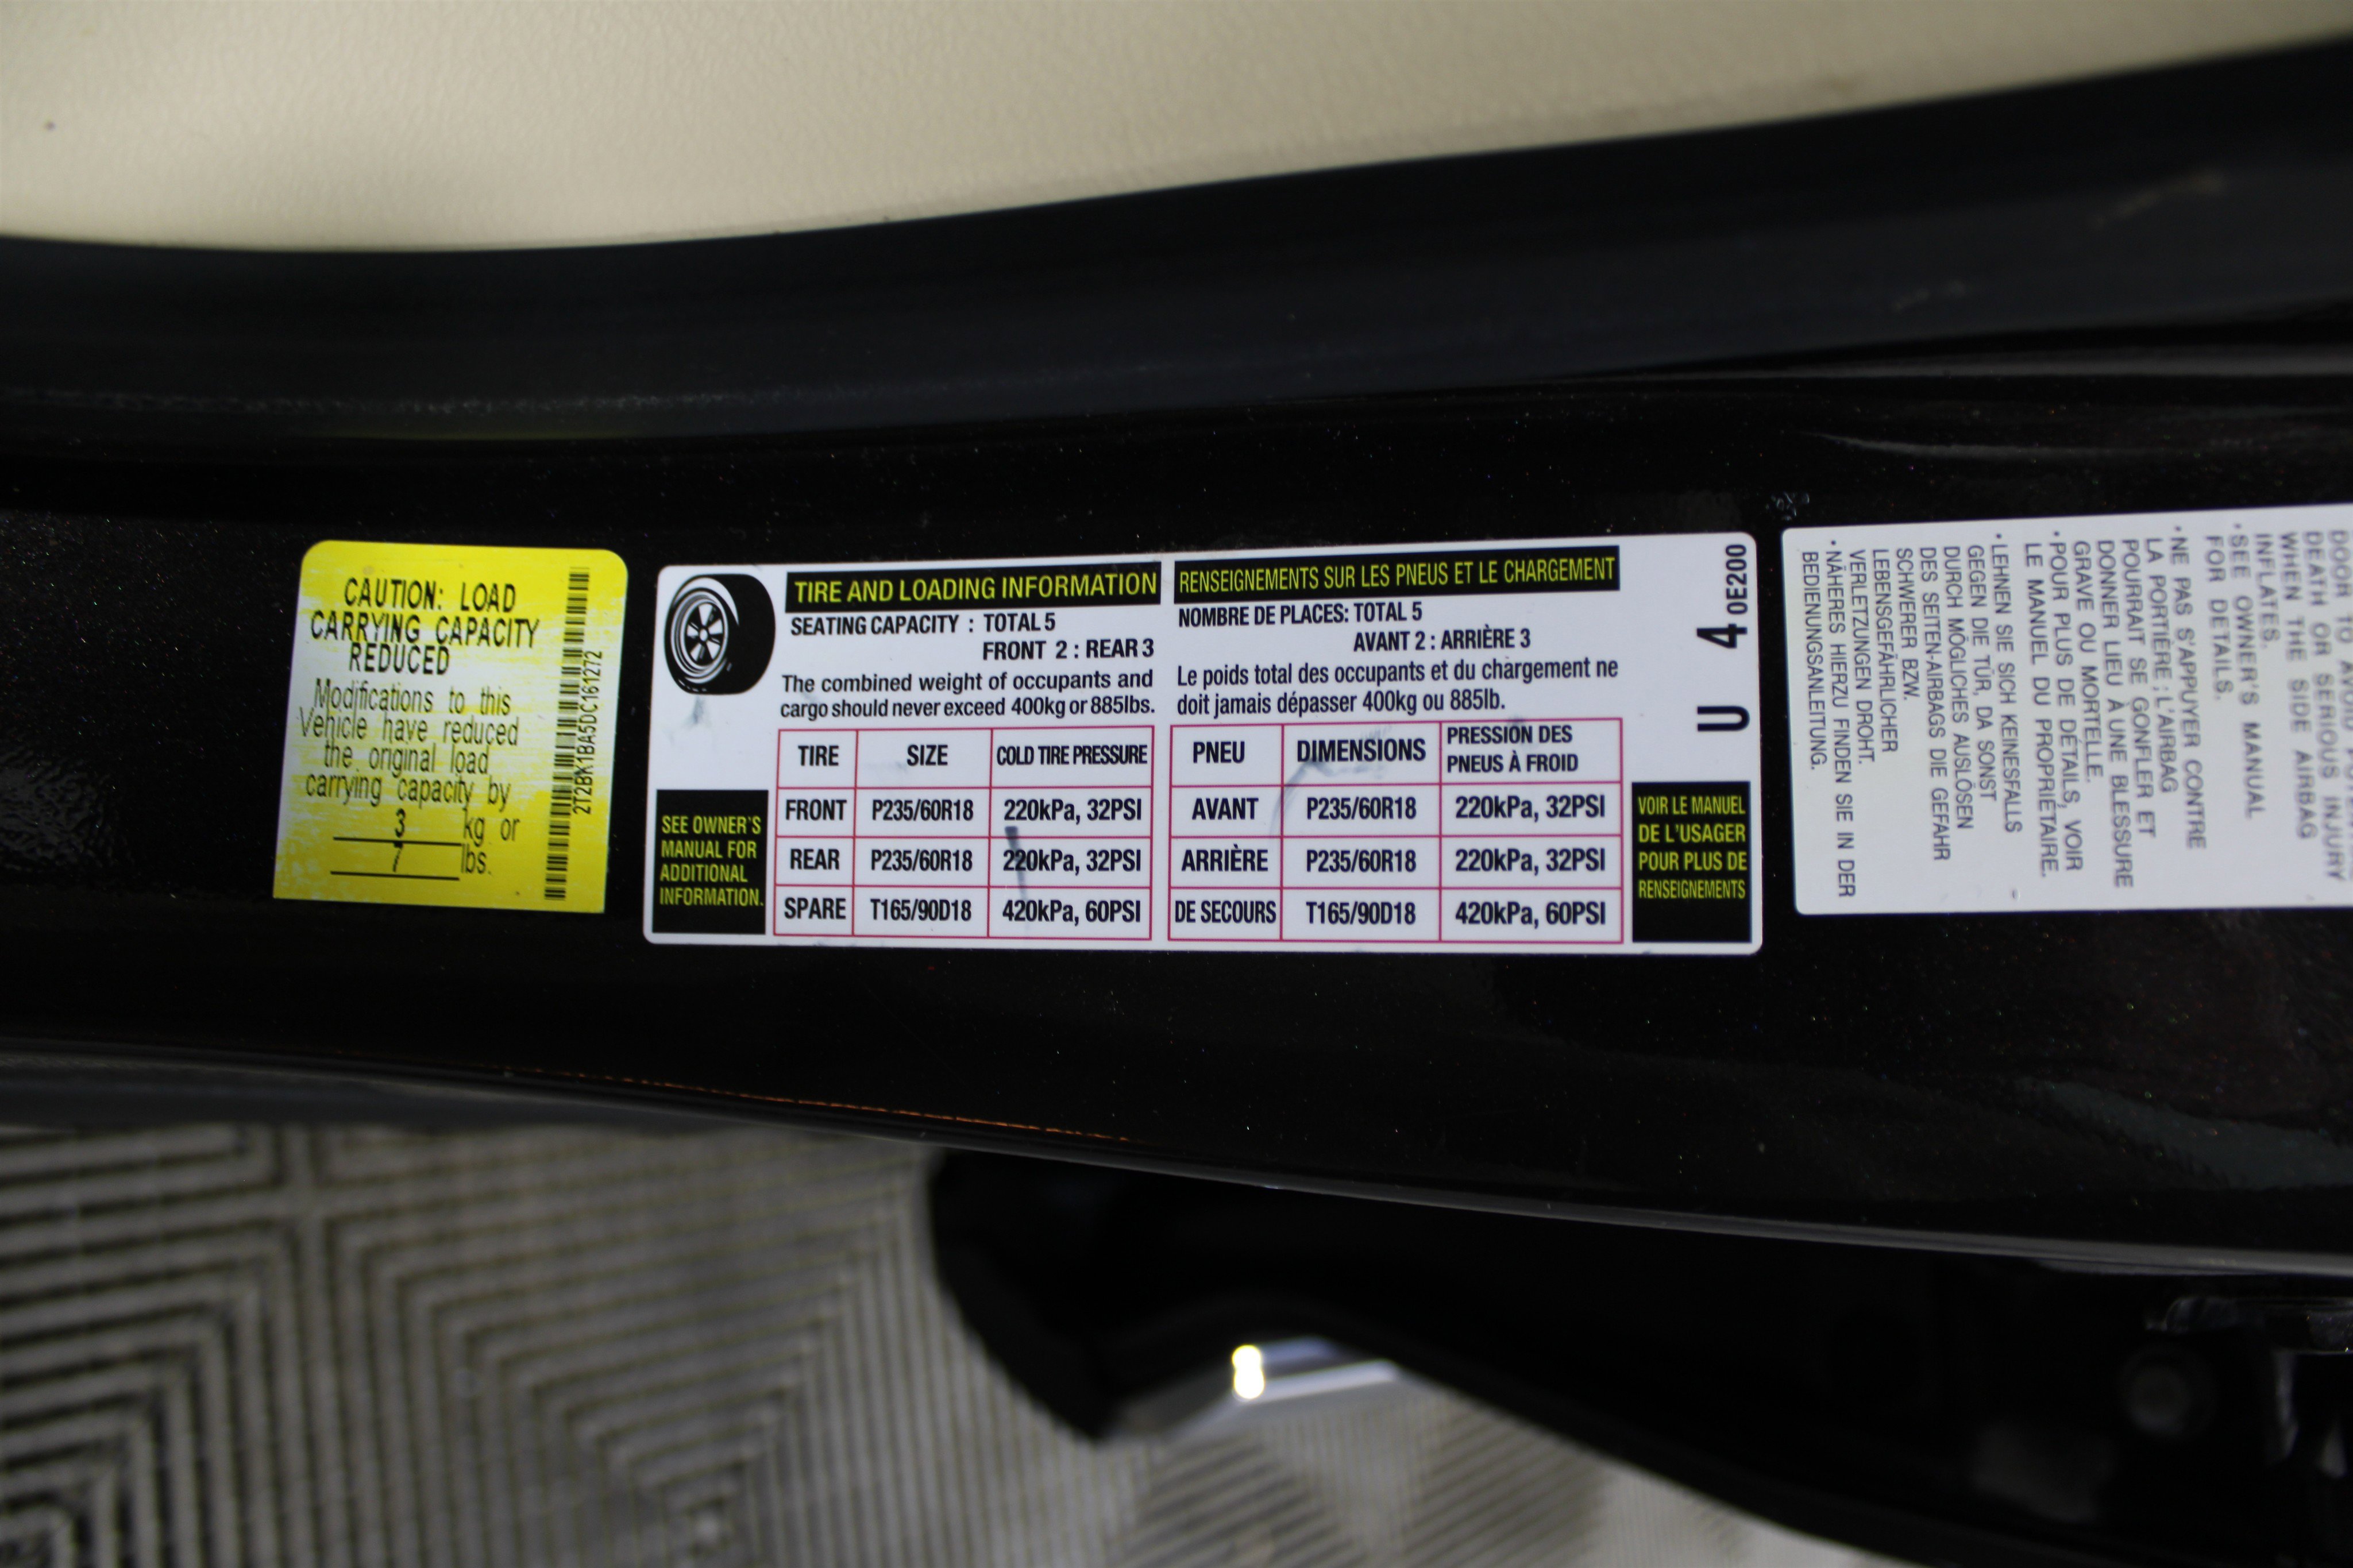 CAUTION: LOAD
CARRYING CAPACITY
REDUCED
Modifications to this
Vehicle have reduced
the original load
carrying capacity by
3 kg or
7 lbs.
2T2BK1BA5DC161272
TIRE AND LOADING INFORMATION
SEATING CAPACITY : TOTAL 5
FRONT 2 : REAR 3
The combined weight of occupants and
cargo should never exceed 400kg or 885lbs.
TIRE SIZE COLD TIRE PRESSURE
FRONT P235/60R18 220kPa, 32PSI
REAR P235/60R18 220kPa, 32PSI
SPARE T165/90D18 420kPa, 60PSI
SEE OWNER'S
MANUAL FOR
ADDITIONAL
INFORMATION.
RENSEIGNEMENTS SUR LES PNEUS ET LE CHARGEMENT
NOMBRE DE PLACES: TOTAL 5
AVANT 2 : ARRIÈRE 3
Le poids total des occupants et du chargement ne
doit jamais dépasser 400kg ou 885lb.
PNEU DIMENSIONS PRESSION DES
PNEUS À FROID
AVANT P235/60R18 220kPa, 32PSI
ARRIÈRE P235/60R18 220kPa, 32PSI
DE SECOURS T165/90D18 420kPa, 60PSI
VOIR LE MANUEL
DE L'USAGER
POUR PLUS DE
RENSEIGNEMENTS
U 4 0E200
DEATH OR SERIOUS INJURY
WHEN THE SIDE AIRBAG
INFLATES.
• SEE OWNER'S MANUAL
FOR DETAILS.
• NE PAS S'APPUYER CONTRE
LA PORTIÈRE ; L'AIRBAG
POURRAIT SE GONFLER ET
DONNER LIEU À UNE BLESSURE
GRAVE OU MORTELLE.
• POUR PLUS DE DÉTAILS, VOIR
LE MANUEL DU PROPRIÉTAIRE.
• LEHNEN SIE SICH KEINESFALLS
GEGEN DIE TÜR, DA SONST
DURCH MÖGLICHES AUSLÖSEN
DES SEITEN-AIRBAGS DIE GEFAHR
SCHWERER BZW.
LEBENSGEFÄHRLICHER
VERLETZUNGEN DROHT.
• NÄHERES HIERZU FINDEN SIE IN DER
BEDIENUNGSANLEITUNG.